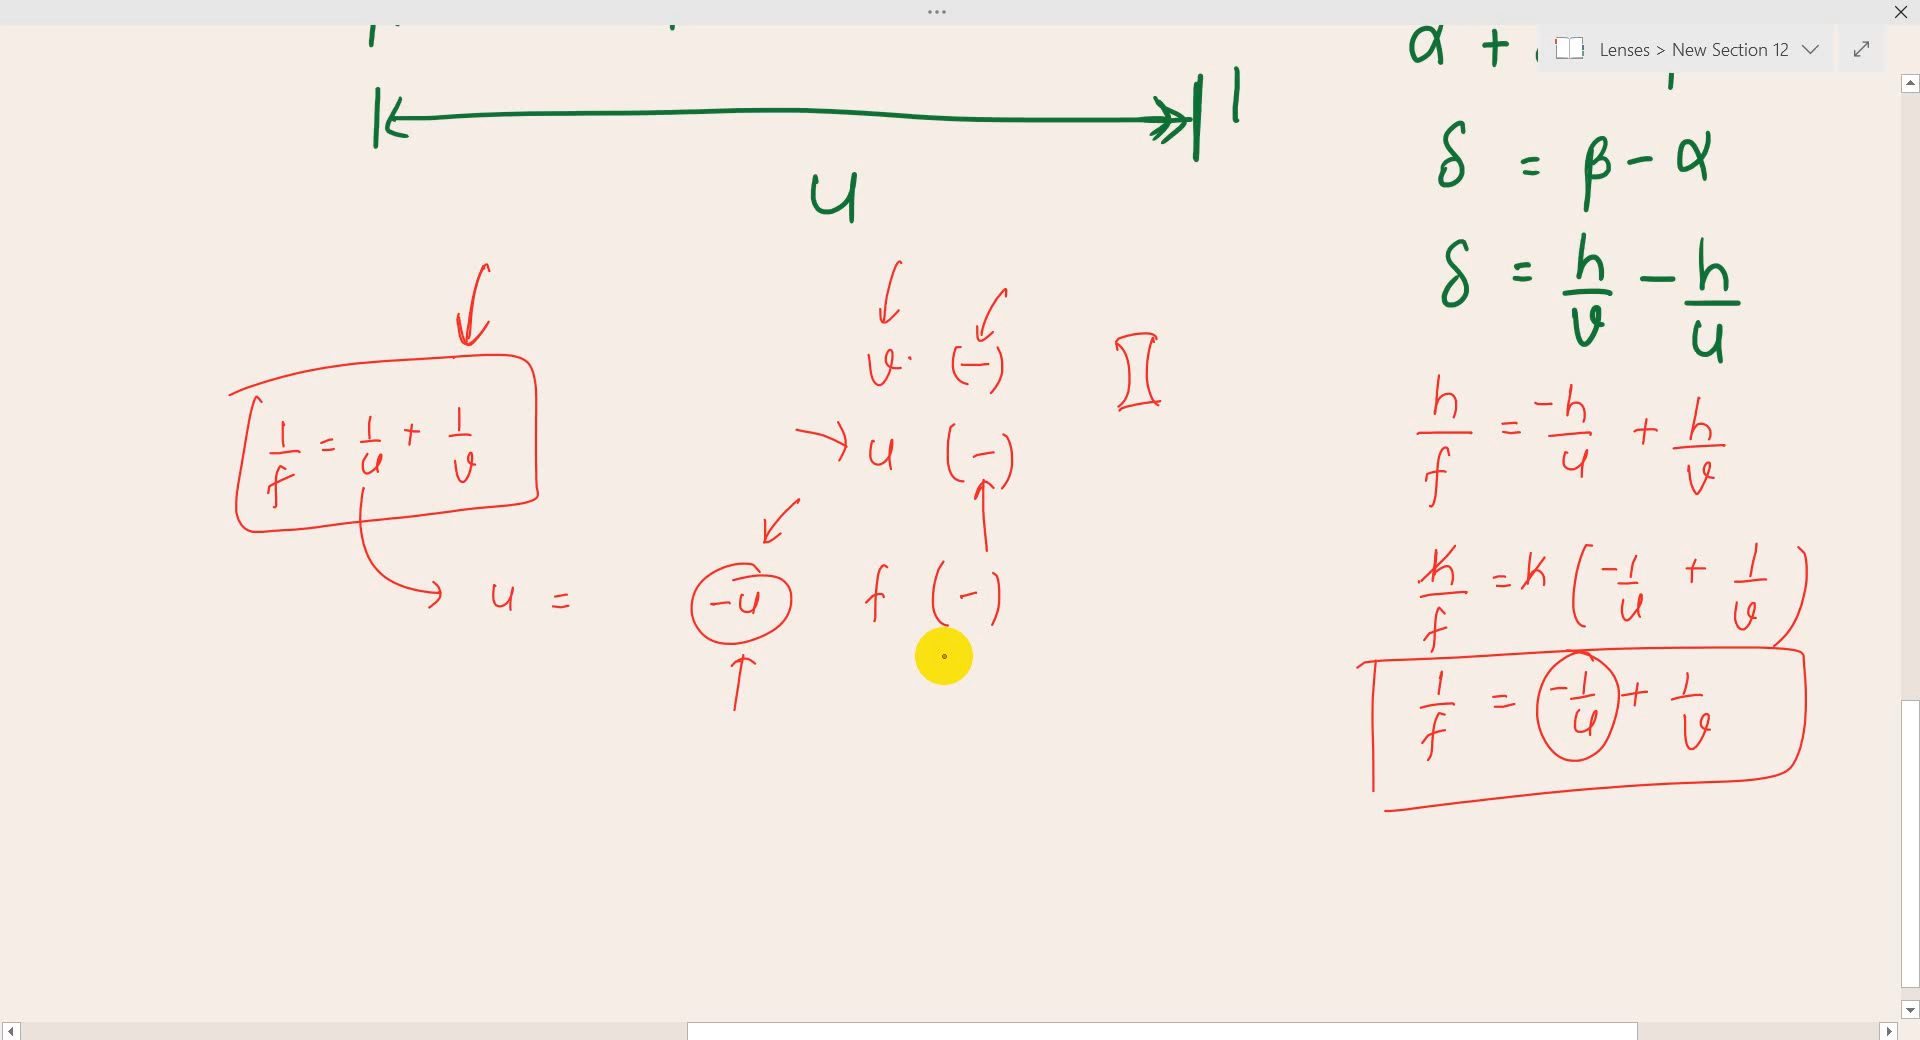 Lenses > New Section 12
α +
u
δ = β - α
δ = h/v - h/u
v. (-)
u (-)
1/f = 1/u + 1/v
u = -u f (-)
h/f = -h/u + h/v
h/f = h (-1/u + 1/v)
1/f = -1/u + 1/v